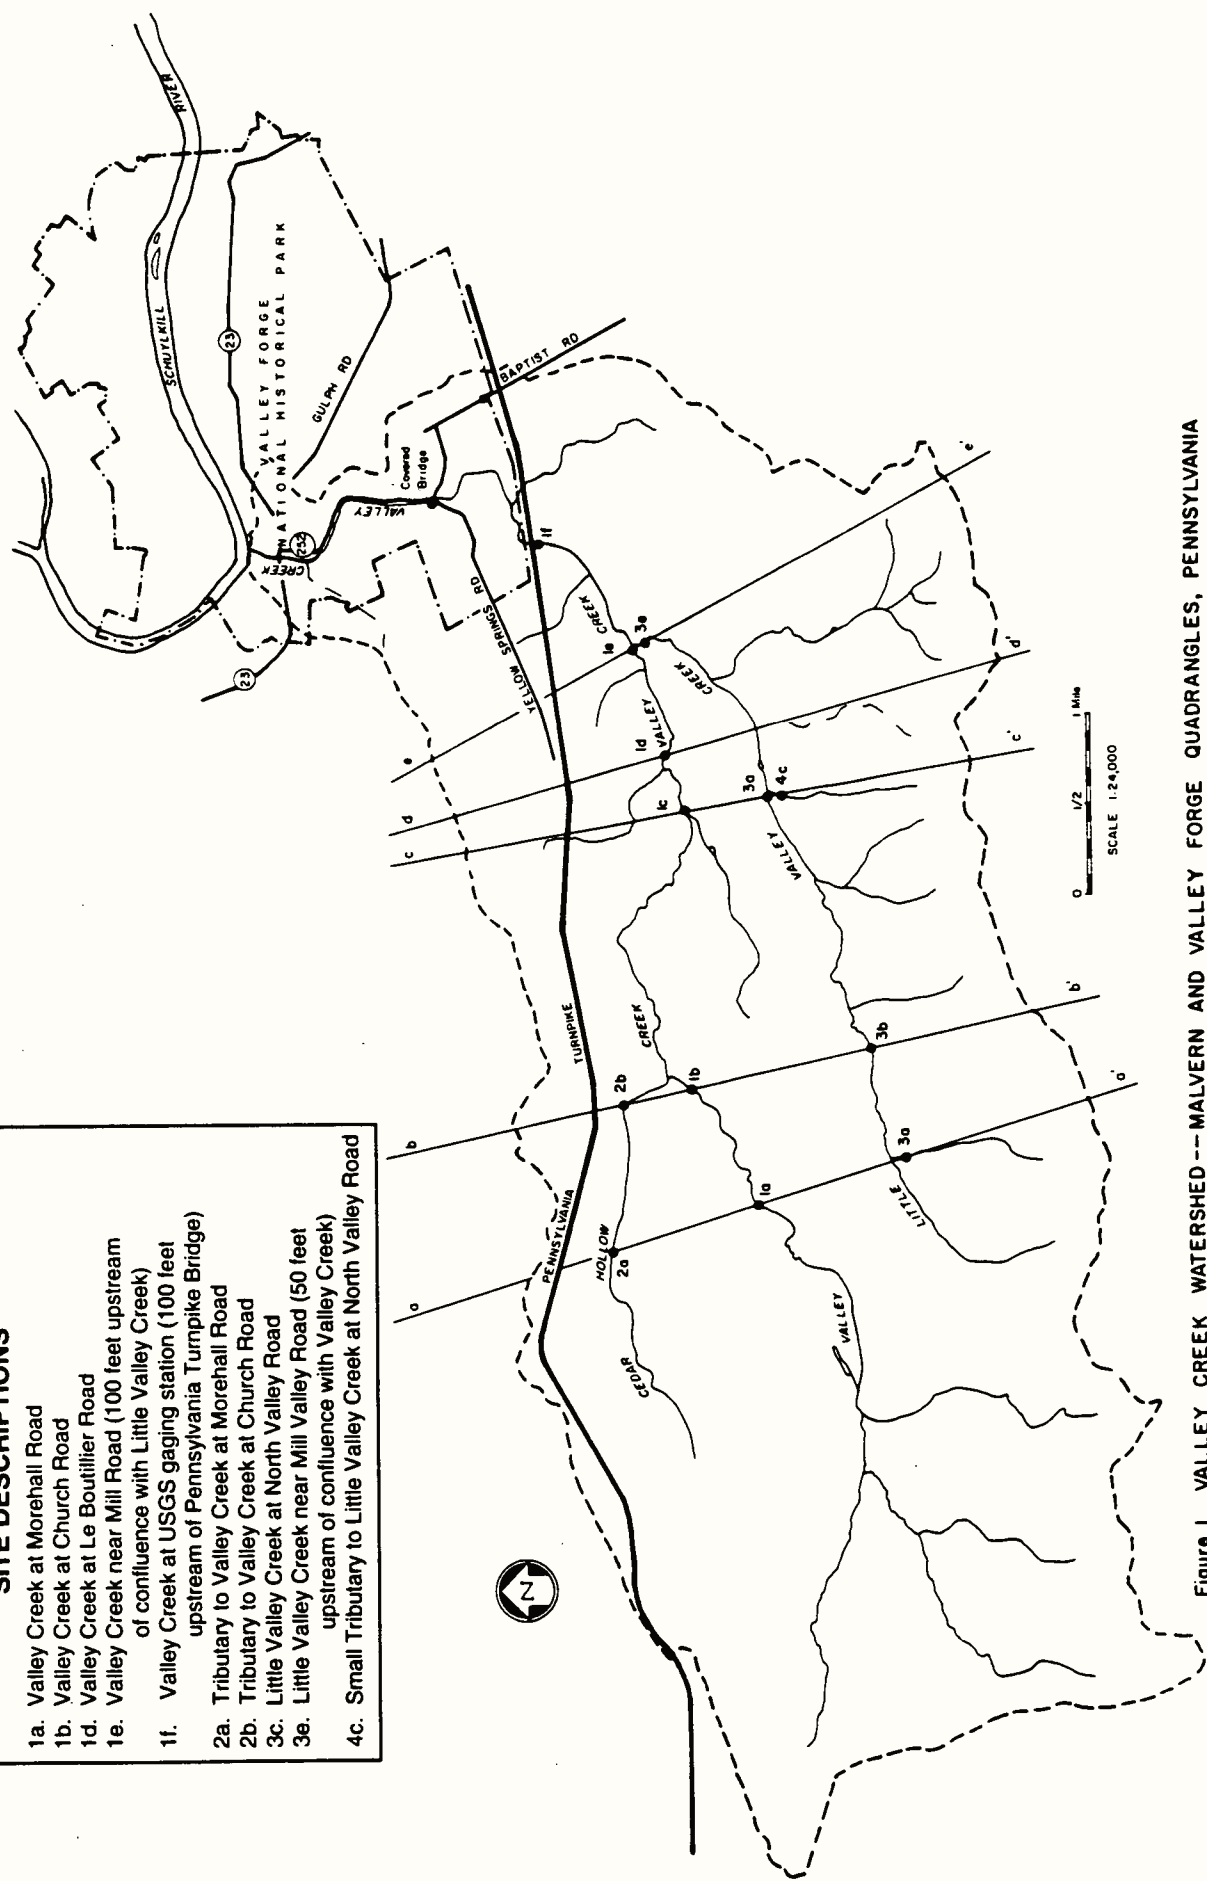 SITE DESCRIPTIONS
1a. Valley Creek at Morehall Road
1b. Valley Creek at Church Road
1d. Valley Creek at Le Boutillier Road
1e. Valley Creek near Mill Road (100 feet upstream
of confluence with Little Valley Creek)
1f. Valley Creek at USGS gaging station (100 feet
upstream of Pennsylvania Turnpike Bridge)
2a. Tributary to Valley Creek at Morehall Road
2b. Tributary to Valley Creek at Church Road
3c. Little Valley Creek at North Valley Road
3e. Little Valley Creek near Mill Valley Road (50 feet
upstream of confluence with Valley Creek)
4c. Small Tributary to Little Valley Creek at North Valley Road
SCHUYLKILL
RIVER
23
VALLEY FORGE
NATIONAL HISTORICAL PARK
GULPH RD
252
23
VALLEY
CREEK
Covered
Bridge
BAPTIST RD
YELLOW SPRINGS RD
PENNSYLVANIA
TURNPIKE
a
b
c
d
e
CEDAR
HOLLOW
2a
2b
CREEK
1a
1b
1c
1d
VALLEY
1e
3e
CREEK
1f
VALLEY
LITTLE
3a
3b
VALLEY
3a
4c
CREEK
a'
b'
c'
d'
e'
N
0
1/2
1 Mile
SCALE 1:24,000
Figure 1. VALLEY CREEK WATERSHED--MALVERN AND VALLEY FORGE QUADRANGLES, PENNSYLVANIA